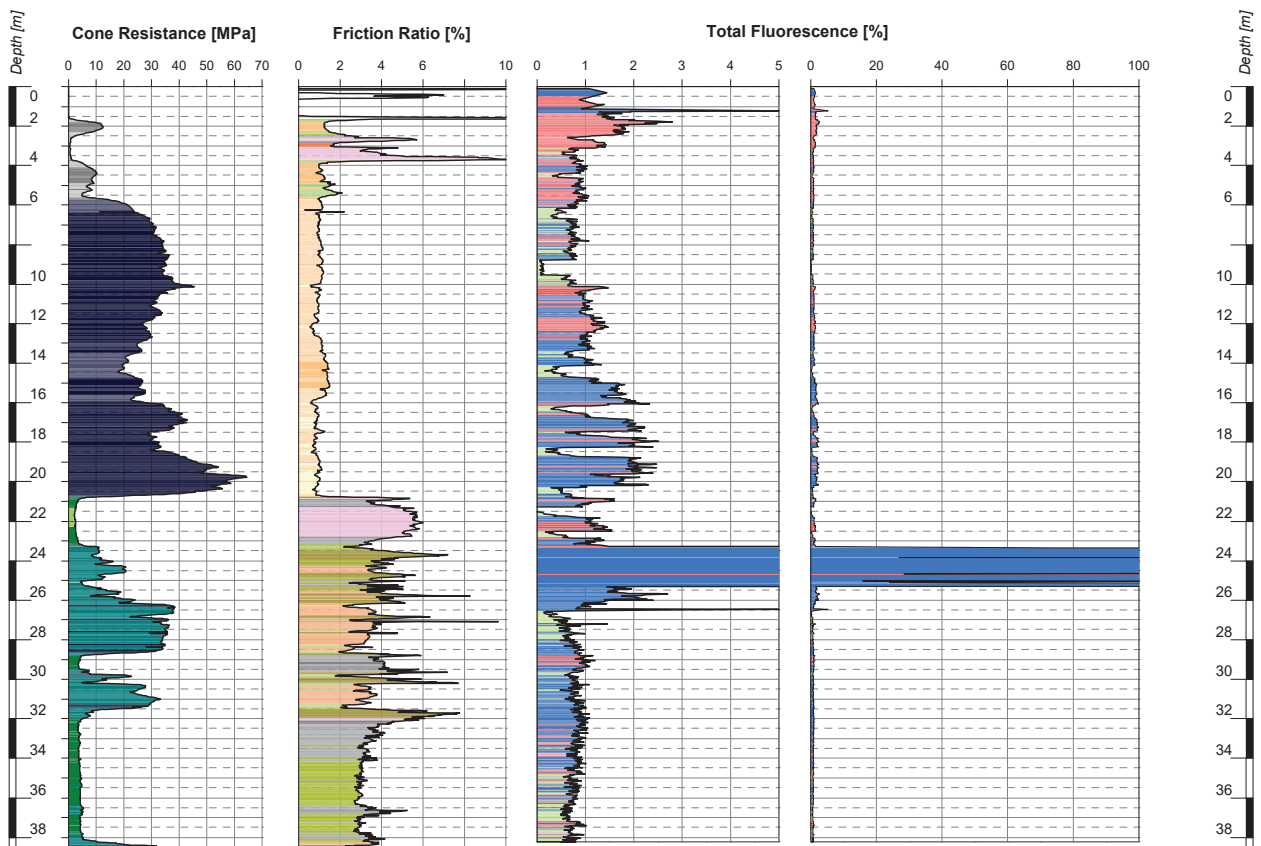 Depth [m]
Cone Resistance [MPa]
Friction Ratio [%]
Total Fluorescence [%]
Depth [m]
0 10 20 30 40 50 60 70
0 2 4 6 8 10
0 1 2 3 4 5
0 20 40 60 80 100
0 0
2 2
4 4
6 6
10 10
12 12
14 14
16 16
18 18
20 20
22 22
24 24
26 26
28 28
30 30
32 32
34 34
36 36
38 38